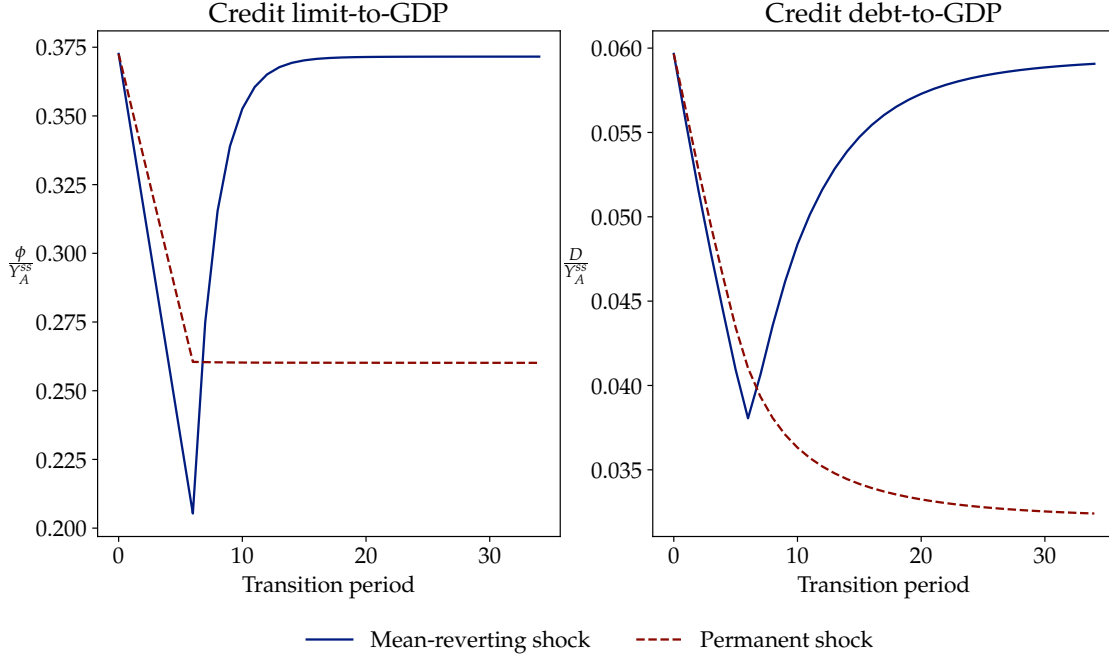 Credit limit-to-GDP
0.375
0.350
0.325
0.300
0.275
0.250
0.225
0.200
ϕ
Y_A^{ss}
0
10
20
30
Transition period
Credit debt-to-GDP
0.060
0.055
0.050
0.045
0.040
0.035
D
Y_A^{ss}
0
10
20
30
Transition period
Mean-reverting shock
Permanent shock